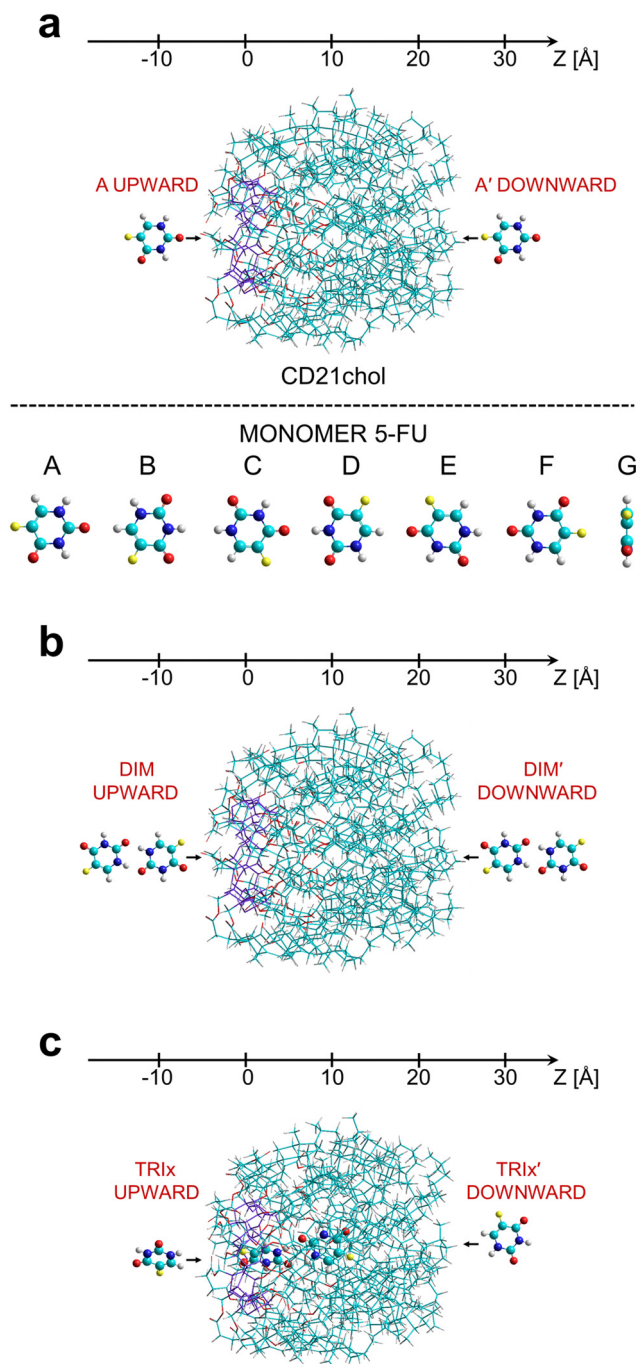 a
-10 0 10 20 30 Z [Å]
A UPWARD A′ DOWNWARD
CD21chol
MONOMER 5-FU
A B C D E F G
b
-10 0 10 20 30 Z [Å]
DIM DIM′
UPWARD DOWNWARD
c
-10 0 10 20 30 Z [Å]
TRIx TRIx′
UPWARD DOWNWARD